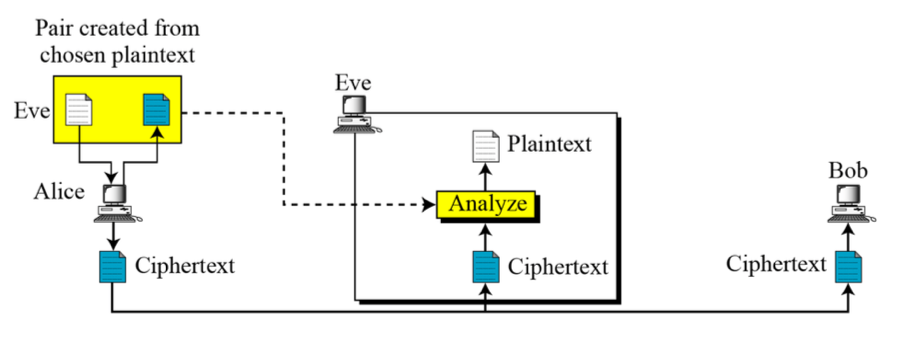 Pair created from
chosen plaintext
Eve
Eve
Plaintext
Alice
Analyze
Bob
Ciphertext
Ciphertext
Ciphertext